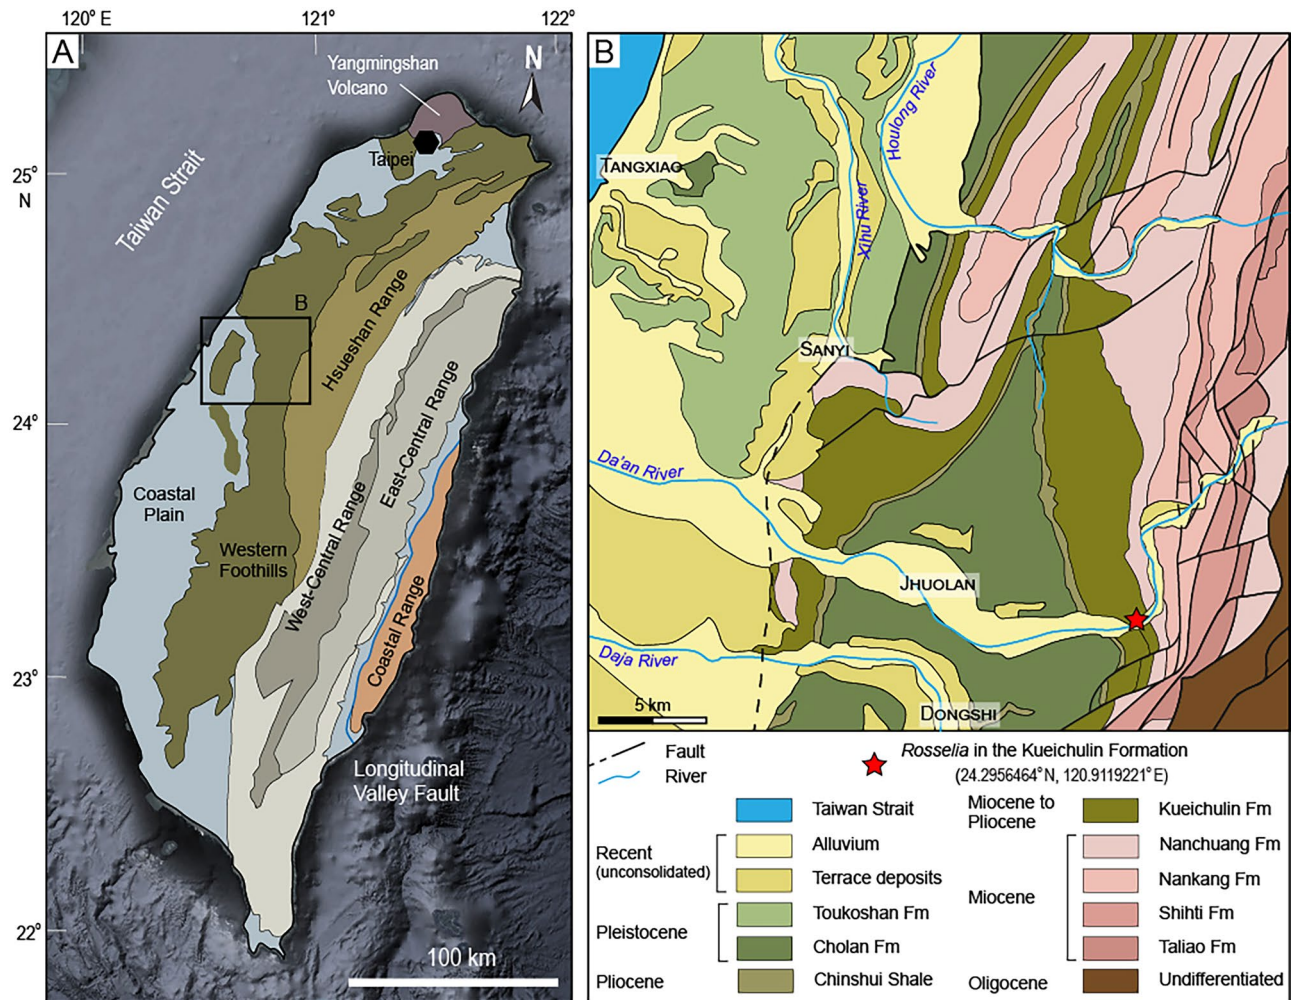 120° E
121°
122°
A
Yangmingshan
Volcano
N
Taipei
25°
N
Taiwan Strait
B
Hsueshan Range
24°
East-Central Range
Coastal
Plain
Western
Foothills
West-Central Range
Coastal Range
23°
Longitudinal
Valley Fault
22°
100 km
B
Houlong River
TANGXIAO
Xihu River
SANYI
Da'an River
JHUOLAN
Daja River
5 km
DONGSHI
Fault
River
Rosselia in the Kueichulin Formation
(24.2956464°N, 120.9119221°E)
Taiwan Strait
Recent
(unconsolidated)
Alluvium
Terrace deposits
Pleistocene
Toukoshan Fm
Cholan Fm
Pliocene
Chinshui Shale
Miocene to
Pliocene
Kueichulin Fm
Miocene
Nanchuang Fm
Nankang Fm
Shihti Fm
Taliao Fm
Oligocene
Undifferentiated